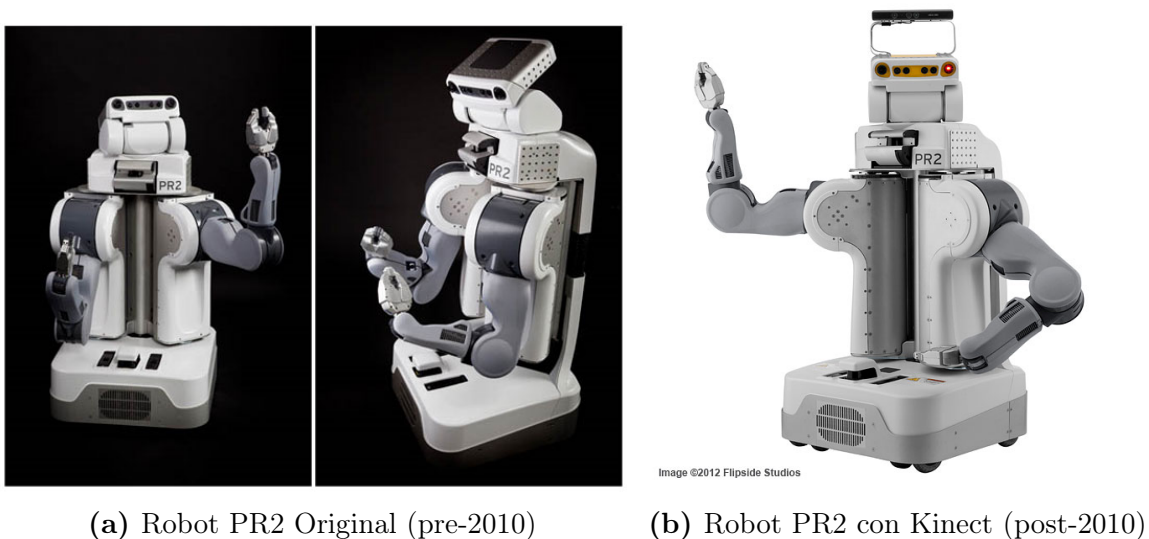 PR2
PR2
PR2
Image ©2012 Flipside Studios
(a) Robot PR2 Original (pre-2010)
(b) Robot PR2 con Kinect (post-2010)